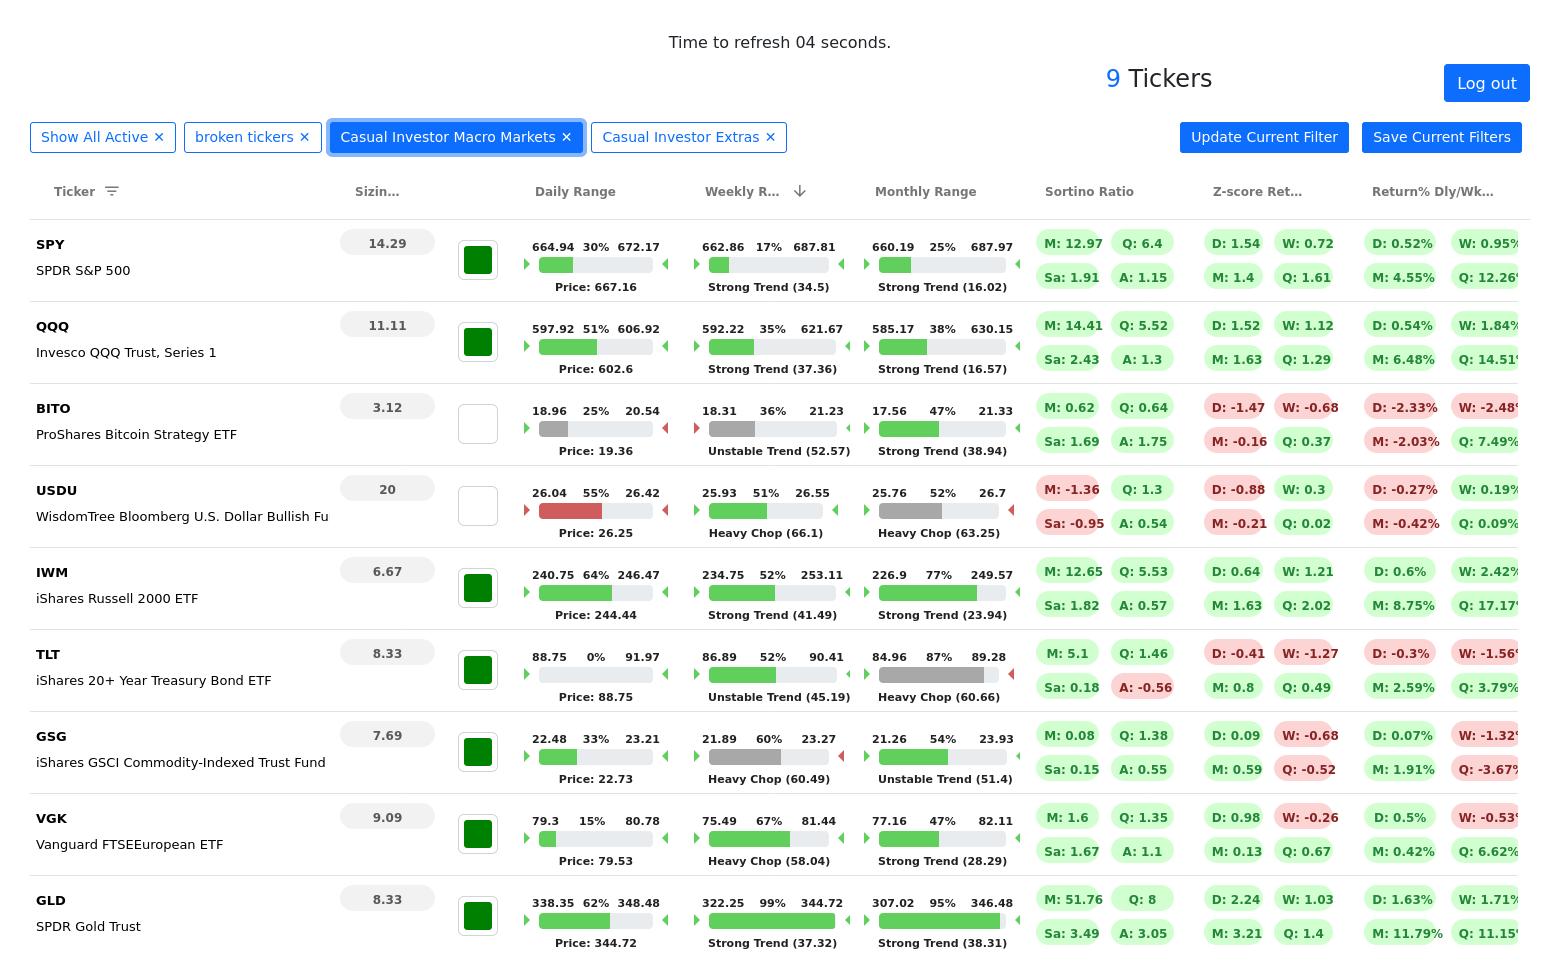 Time to refresh 04 seconds.
9 Tickers
Log out
Show All Active ✕ broken tickers ✕ Casual Investor Macro Markets ✕ Casual Investor Extras ✕ Update Current Filter Save Current Filters
Ticker Sizin... Daily Range Weekly R... Monthly Range Sortino Ratio Z-score Ret... Return% Dly/Wk...
SPY 14.29 664.94 30% 672.17 662.86 17% 687.81 660.19 25% 687.97 M: 12.97 Q: 6.4 D: 1.54 W: 0.72 D: 0.52% W: 0.95%
SPDR S&P 500 Price: 667.16 Strong Trend (34.5) Strong Trend (16.02) Sa: 1.91 A: 1.15 M: 1.4 Q: 1.61 M: 4.55% Q: 12.26%
QQQ 11.11 597.92 51% 606.92 592.22 35% 621.67 585.17 38% 630.15 M: 14.41 Q: 5.52 D: 1.52 W: 1.12 D: 0.54% W: 1.84%
Invesco QQQ Trust, Series 1 Price: 602.6 Strong Trend (37.36) Strong Trend (16.57) Sa: 2.43 A: 1.3 M: 1.63 Q: 1.29 M: 6.48% Q: 14.51%
BITO 3.12 18.96 25% 20.54 18.31 36% 21.23 17.56 47% 21.33 M: 0.62 Q: 0.64 D: -1.47 W: -0.68 D: -2.33% W: -2.48%
ProShares Bitcoin Strategy ETF Price: 19.36 Unstable Trend (52.57) Strong Trend (38.94) Sa: 1.69 A: 1.75 M: -0.16 Q: 0.37 M: -2.03% Q: 7.49%
USDU 20 26.04 55% 26.42 25.93 51% 26.55 25.76 52% 26.7 M: -1.36 Q: 1.3 D: -0.88 W: 0.3 D: -0.27% W: 0.19%
WisdomTree Bloomberg U.S. Dollar Bullish Fu Price: 26.25 Heavy Chop (66.1) Heavy Chop (63.25) Sa: -0.95 A: 0.54 M: -0.21 Q: 0.02 M: -0.42% Q: 0.09%
IWM 6.67 240.75 64% 246.47 234.75 52% 253.11 226.9 77% 249.57 M: 12.65 Q: 5.53 D: 0.64 W: 1.21 D: 0.6% W: 2.42%
iShares Russell 2000 ETF Price: 244.44 Strong Trend (41.49) Strong Trend (23.94) Sa: 1.82 A: 0.57 M: 1.63 Q: 2.02 M: 8.75% Q: 17.17%
TLT 8.33 88.75 0% 91.97 86.89 52% 90.41 84.96 87% 89.28 M: 5.1 Q: 1.46 D: -0.41 W: -1.27 D: -0.3% W: -1.56%
iShares 20+ Year Treasury Bond ETF Price: 88.75 Unstable Trend (45.19) Heavy Chop (60.66) Sa: 0.18 A: -0.56 M: 0.8 Q: 0.49 M: 2.59% Q: 3.79%
GSG 7.69 22.48 33% 23.21 21.89 60% 23.27 21.26 54% 23.93 M: 0.08 Q: 1.38 D: 0.09 W: -0.68 D: 0.07% W: -1.32%
iShares GSCI Commodity-Indexed Trust Fund Price: 22.73 Heavy Chop (60.49) Unstable Trend (51.4) Sa: 0.15 A: 0.55 M: 0.59 Q: -0.52 M: 1.91% Q: -3.67%
VGK 9.09 79.3 15% 80.78 75.49 67% 81.44 77.16 47% 82.11 M: 1.6 Q: 1.35 D: 0.98 W: -0.26 D: 0.5% W: -0.53%
Vanguard FTSEEuropean ETF Price: 79.53 Heavy Chop (58.04) Strong Trend (28.29) Sa: 1.67 A: 1.1 M: 0.13 Q: 0.67 M: 0.42% Q: 6.62%
GLD 8.33 338.35 62% 348.48 322.25 99% 344.72 307.02 95% 346.48 M: 51.76 Q: 8 D: 2.24 W: 1.03 D: 1.63% W: 1.71%
SPDR Gold Trust Price: 344.72 Strong Trend (37.32) Strong Trend (38.31) Sa: 3.49 A: 3.05 M: 3.21 Q: 1.4 M: 11.79% Q: 11.15%